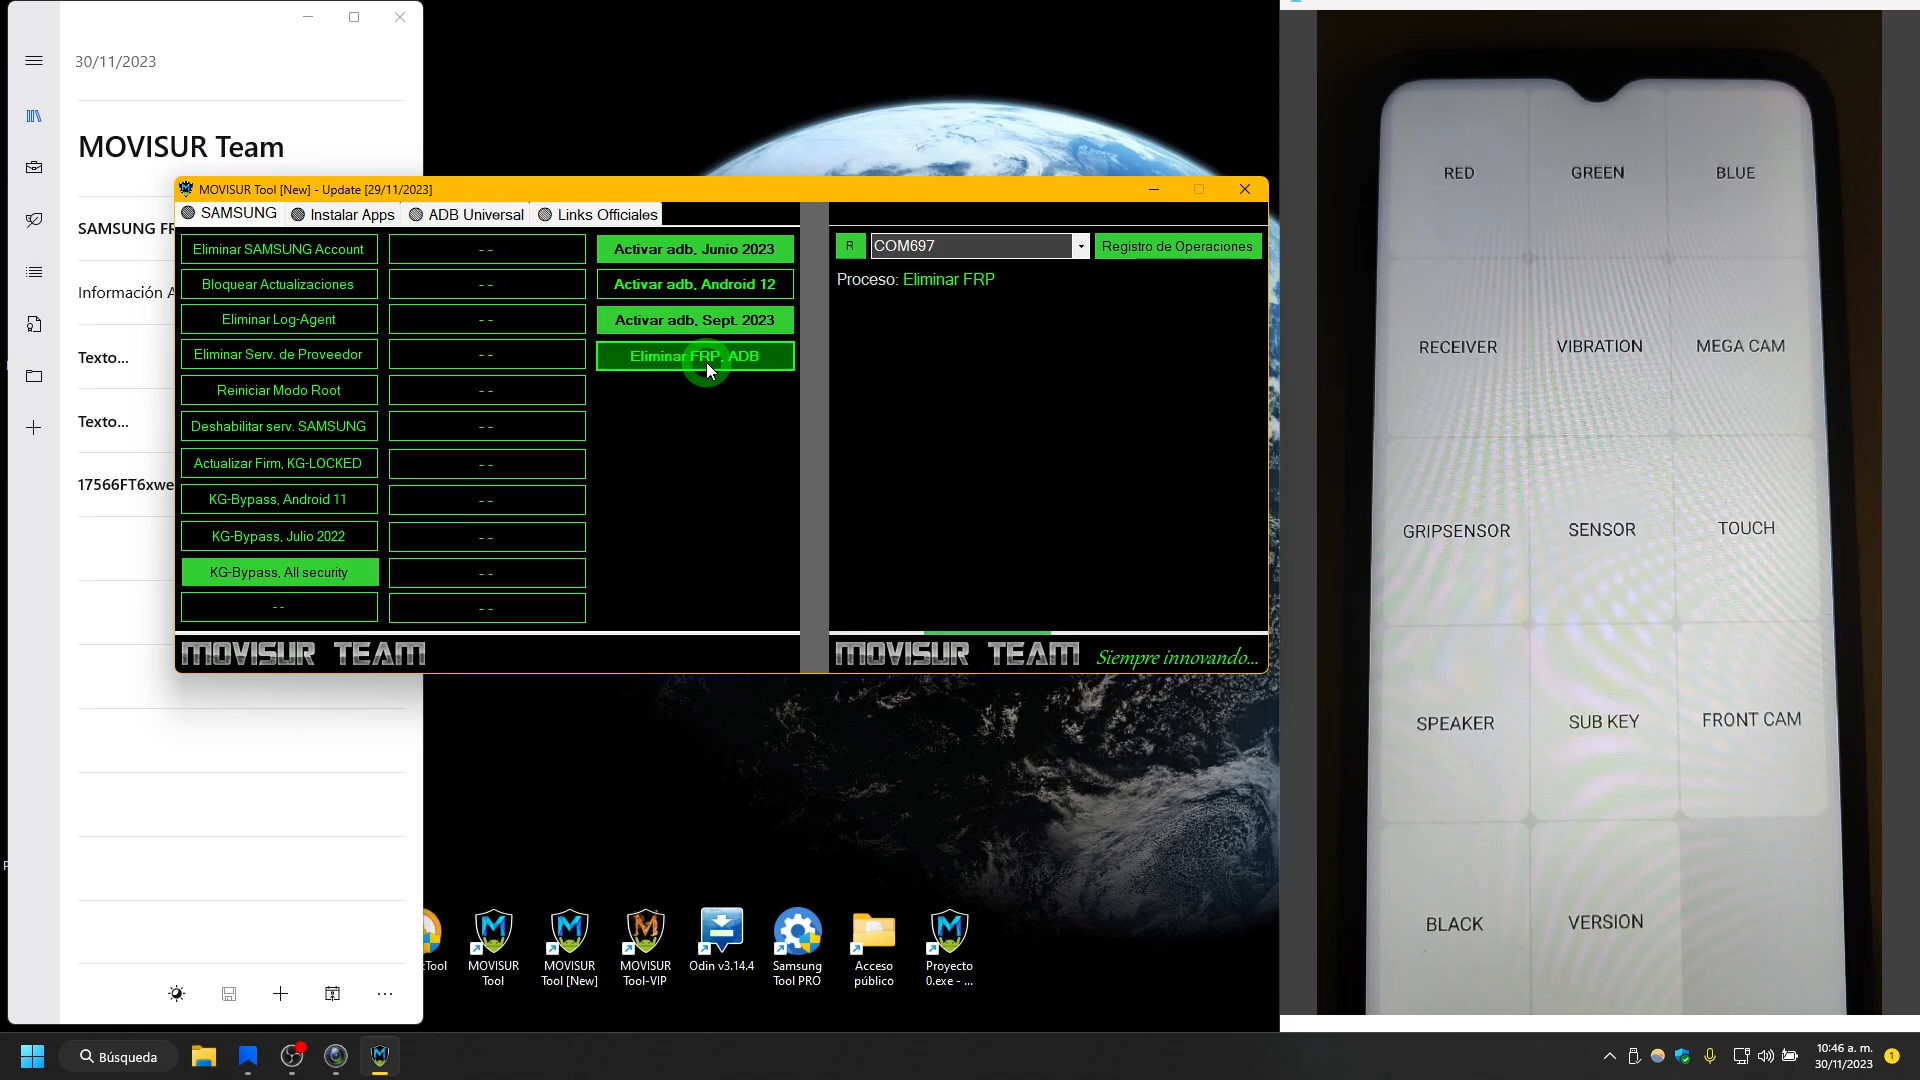 30/11/2023
MOVISUR Team
SAMSUNG FR
Información A
Texto...
Texto...
17566FT6xwe
MOVISUR Tool [New] - Update [29/11/2023]
SAMSUNG
Instalar Apps
ADB Universal
Links Officiales
Eliminar SAMSUNG Account
- -
Activar adb, Junio 2023
Bloquear Actualizaciones
- -
Activar adb, Android 12
Eliminar Log-Agent
- -
Activar adb, Sept. 2023
Eliminar Serv. de Proveedor
- -
Eliminar FRP, ADB
Reiniciar Modo Root
- -
Deshabilitar serv. SAMSUNG
- -
Actualizar Firm, KG-LOCKED
- -
KG-Bypass, Android 11
- -
KG-Bypass, Julio 2022
- -
KG-Bypass, All security
- -
- -
- -
MOVISUR TEAM
R
COM697
Registro de Operaciones
Proceso: Eliminar FRP
MOVISUR TEAM
Siempre innovando...
RED
GREEN
BLUE
RECEIVER
VIBRATION
MEGA CAM
GRIPSENSOR
SENSOR
TOUCH
SPEAKER
SUB KEY
FRONT CAM
BLACK
VERSION
tTool
MOVISUR
Tool
MOVISUR
Tool [New]
MOVISUR
Tool-VIP
Odin v3.14.4
Samsung
Tool PRO
Acceso
público
Proyecto
0.exe - ...
Búsqueda
10:46 a. m.
30/11/2023
1